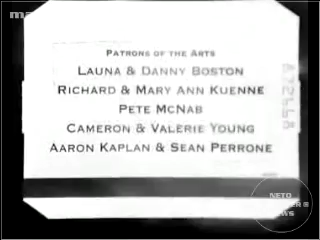 PATRONS OF THE ARTS
LAUNA & DANNY BOSTON
RICHARD & MARY ANN KUENNE
PETE MCNAB
CAMERON & VALERIE YOUNG
AARON KAPLAN & SEAN PERRONE